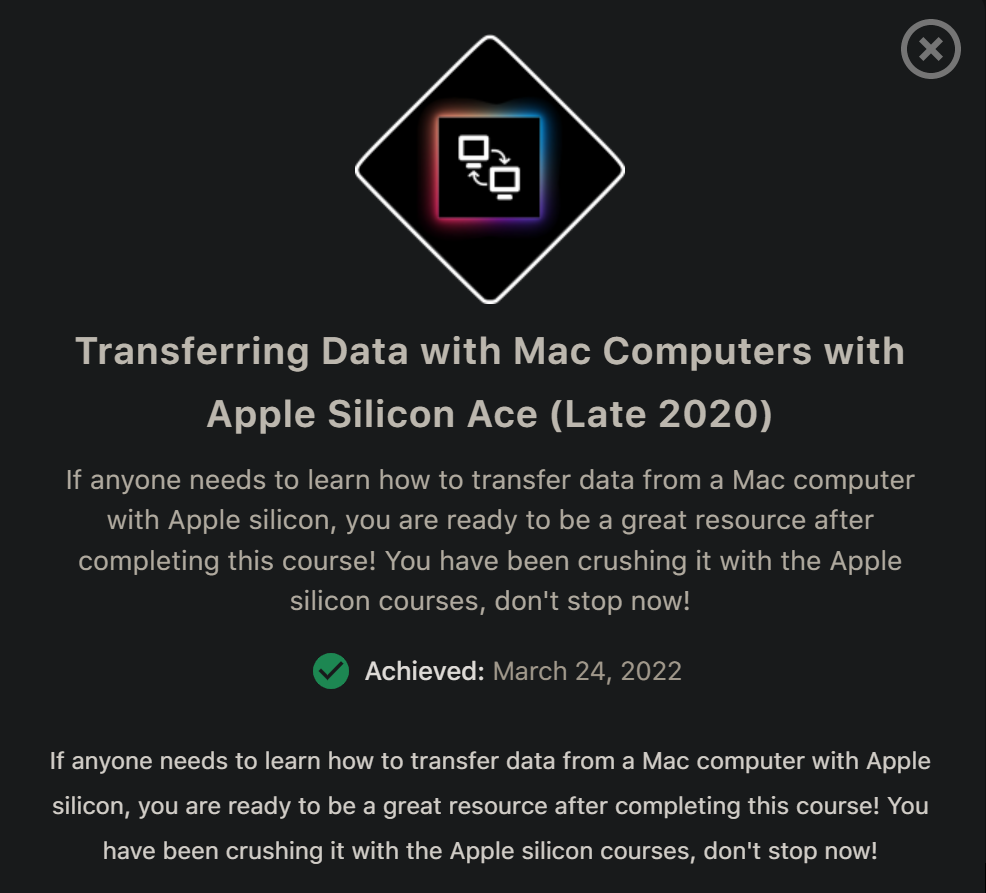 Transferring Data with Mac Computers with
Apple Silicon Ace (Late 2020)
If anyone needs to learn how to transfer data from a Mac computer
with Apple silicon, you are ready to be a great resource after
completing this course! You have been crushing it with the Apple
silicon courses, don't stop now!
Achieved: March 24, 2022
If anyone needs to learn how to transfer data from a Mac computer with Apple
silicon, you are ready to be a great resource after completing this course! You
have been crushing it with the Apple silicon courses, don't stop now!